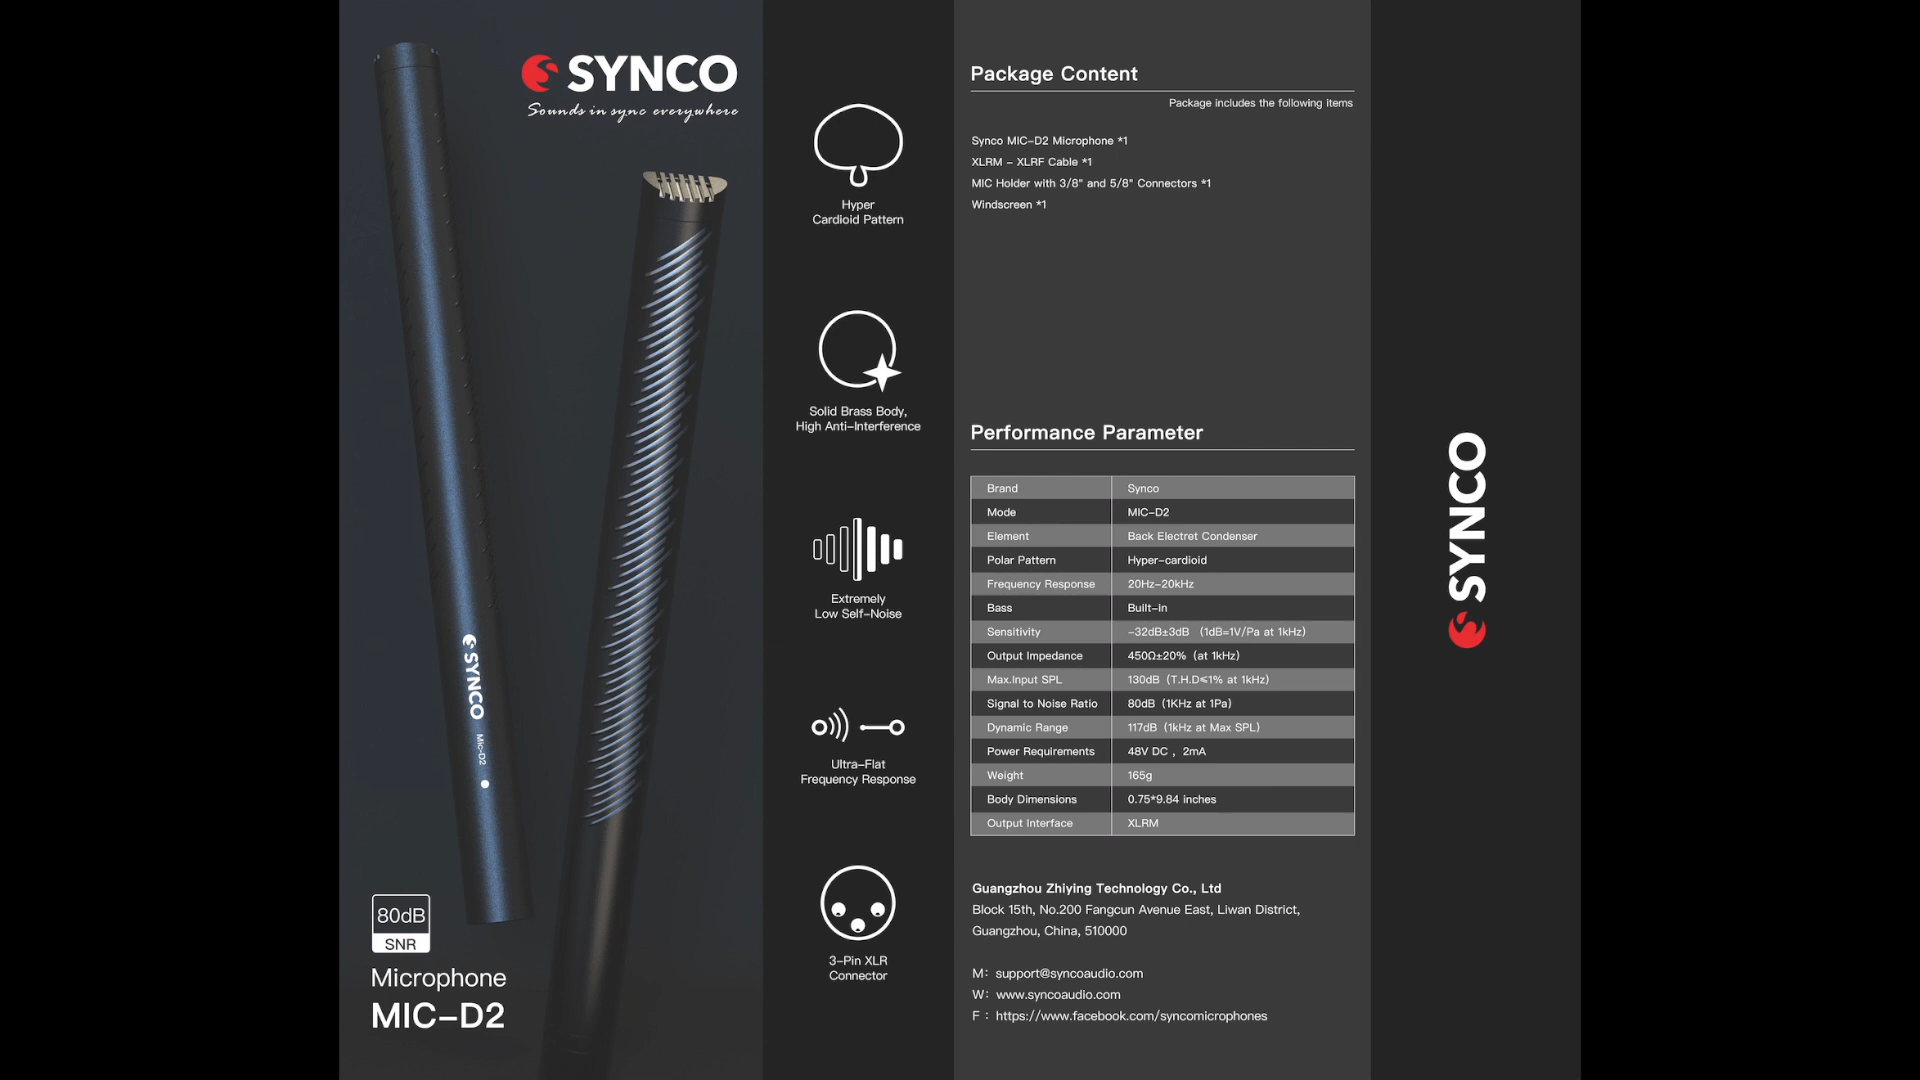 SYNCO
Sounds in sync everywhere
SYNCO
Mic-D2
80dB
SNR
Microphone
MIC-D2
Hyper
Cardioid Pattern
Solid Brass Body,
High Anti-Interference
Extremely
Low Self-Noise
Ultra-Flat
Frequency Response
3-Pin XLR
Connector
Package Content
Package includes the following items
Synco MIC-D2 Microphone *1
XLRM - XLRF Cable *1
MIC Holder with 3/8" and 5/8" Connectors *1
Windscreen *1
Performance Parameter
Brand Synco
Mode MIC-D2
Element Back Electret Condenser
Polar Pattern Hyper-cardioid
Frequency Response 20Hz-20kHz
Bass Built-in
Sensitivity -32dB±3dB (1dB=1V/Pa at 1kHz)
Output Impedance 450Ω±20% (at 1kHz)
Max.Input SPL 130dB (T.H.D≤1% at 1kHz)
Signal to Noise Ratio 80dB (1KHz at 1Pa)
Dynamic Range 117dB (1kHz at Max SPL)
Power Requirements 48V DC , 2mA
Weight 165g
Body Dimensions 0.75*9.84 inches
Output Interface XLRM
Guangzhou Zhiying Technology Co., Ltd
Block 15th, No.200 Fangcun Avenue East, Liwan District,
Guangzhou, China, 510000
M: support@syncoaudio.com
W: www.syncoaudio.com
F : https://www.facebook.com/syncomicrophones
SYNCO